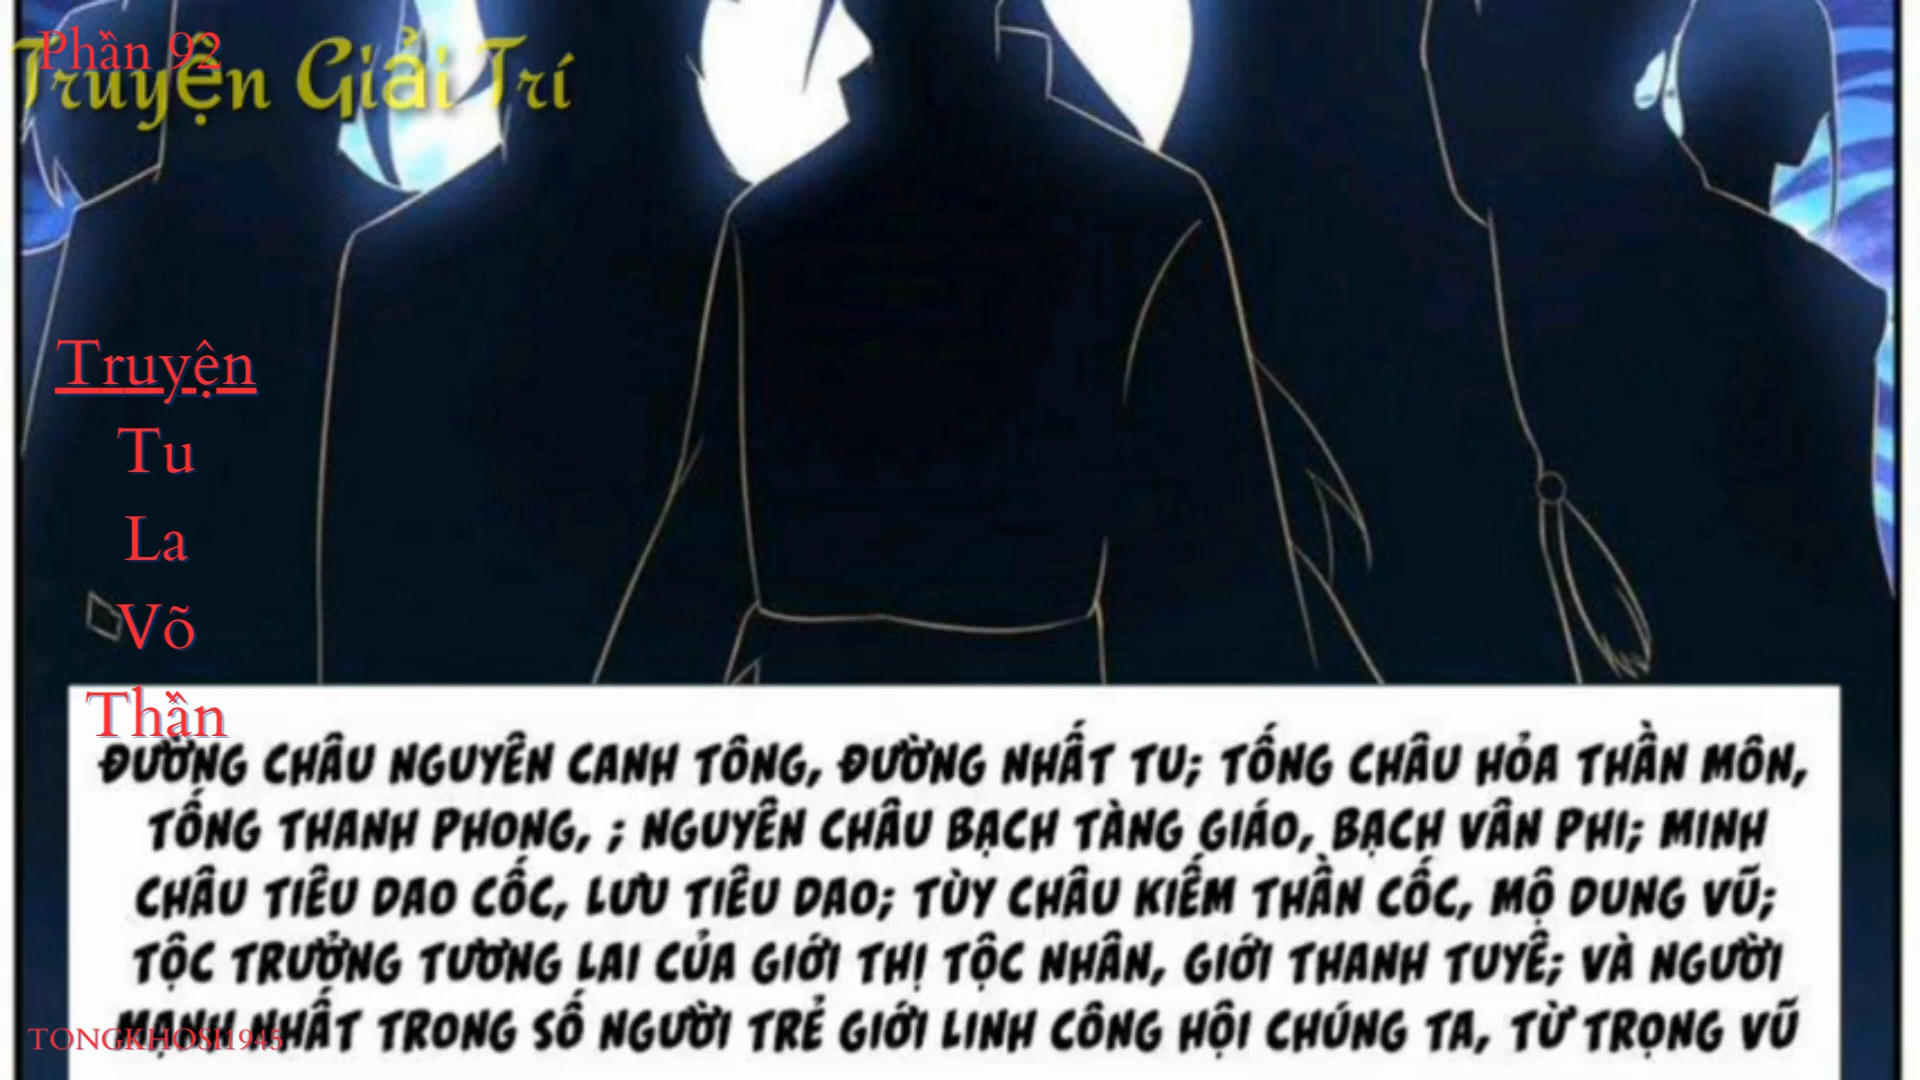 Phần 92
Truyện Giải Trí
Truyện
Tu
La
Võ
Thần
ĐƯỜNG CHÂU NGUYÊN CANH TÔNG, ĐƯỜNG NHẤT TU; TỐNG CHÂU HỎA THẦN MÔN,
TỐNG THANH PHONG, ; NGUYÊN CHÂU BẠCH TÀNG GIÁO, BẠCH VÂN PHI; MINH
CHÂU TIÊU DAO CỐC, LƯU TIÊU DAO; TÙY CHÂU KIẾM THẦN CỐC, MỘ DUNG VŨ;
TỘC TRƯỞNG TƯƠNG LAI CỦA GIỚI THỊ TỘC NHÂN, GIỚI THANH TUYÊ; VÀ NGƯỜI
MẠNH NHẤT TRONG SỐ NGƯỜI TRẺ GIỚI LINH CÔNG HỘI CHÚNG TA, TỪ TRỌNG VŨ
TONGKHOSI1945